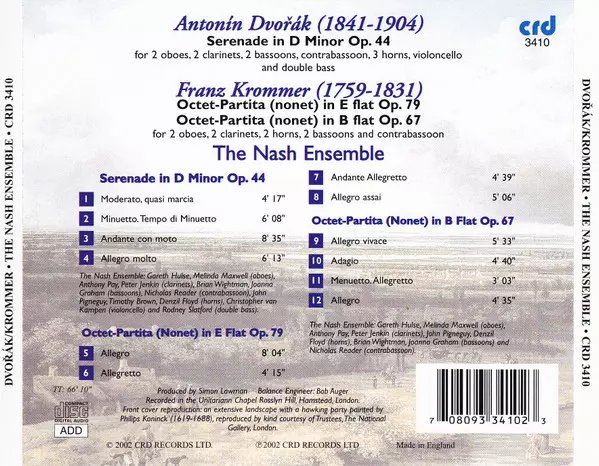 DVOŘÁK/KROMMER • THE NASH ENSEMBLE • CRD 3410
Antonín Dvořák (1841-1904)
Serenade in D Minor Op. 44
for 2 oboes, 2 clarinets, 2 bassoons, contrabassoon, 3 horns, violoncello
and double bass
crd
3410
Franz Krommer (1759-1831)
Octet-Partita (nonet) in E flat Op. 79
Octet-Partita (nonet) in B flat Op. 67
for 2 oboes, 2 clarinets, 2 horns, 2 bassoons and contrabassoon
The Nash Ensemble
Serenade in D Minor Op. 44
1 Moderato, quasi marcia 4' 17"
2 Minuetto, Tempo di Minuetto 6' 08"
3 Andante con moto 8' 35"
4 Allegro molto 6' 13"
The Nash Ensemble: Gareth Hulse, Melinda Maxwell (oboes),
Anthony Pay, Peter Jenkin (clarinets), Brian Wightman, Joanna
Graham (bassoons), Nicholas Reader (contrabassoon), John
Pigneguy, Timothy Brown, Denzil Floyd (horns), Christopher van
Kampen (violoncello) and Rodney Slatford (double bass).
Octet-Partita (Nonet) in E Flat Op. 79
5 Allegro 8' 04"
6 Allegretto 4' 15"
7 Andante Allegretto 4' 39"
8 Allegro assai 5' 06"
Octet-Partita (Nonet) in B Flat Op. 67
9 Allegro vivace 5' 33"
10 Adagio 4' 40"
11 Menuetto, Allegretto 3' 03"
12 Allegro 4' 35"
The Nash Ensemble: Gareth Hulse, Melinda Maxwell (oboes),
Anthony Pay, Peter Jenkin (clarinets), John Pigneguy, Denzil
Floyd (horns), Brian Wightman, Joanna Graham (bassoons) and
Nicholas Reader (contrabassoon).
TT: 66' 10"
COMPACT
disc
DIGITAL AUDIO
ADD
Produced by Simon Lawman Balance Engineer: Bob Auger
Recorded in the Unitariann Chapel Rosslyn Hill, Hamstead, London.
Front cover reproduction: an extensive landscape with a hawking party painted by
Philips Koninck (1619-1688), reproduced by kind courtesy of Trustees, The National
Gallery, London.
© 2002 CRD RECORDS LTD. ℗ 2002 CRD RECORDS LTD. Made in England
7 08093 34102 3
DVOŘÁK/KROMMER • THE NASH ENSEMBLE • CRD 3410